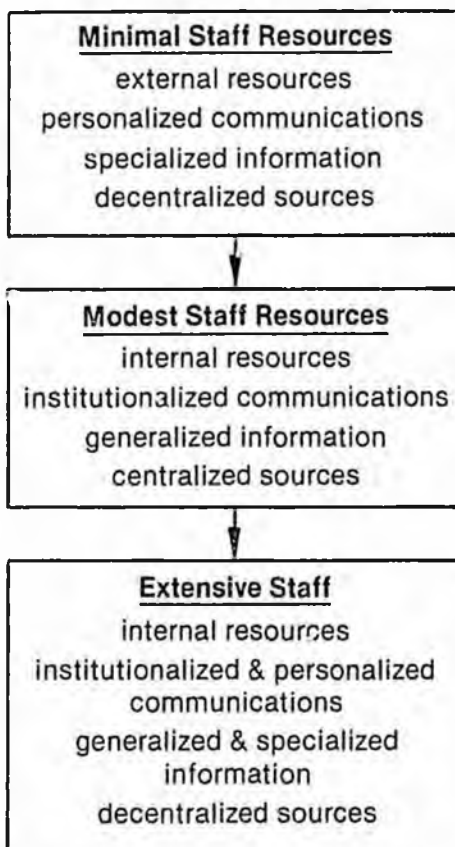 Minimal Staff Resources
external resources
personalized communications
specialized information
decentralized sources
Modest Staff Resources
internal resources
institutionalized communications
generalized information
centralized sources
Extensive Staff
internal resources
institutionalized & personalized
communications
generalized & specialized
information
decentralized sources